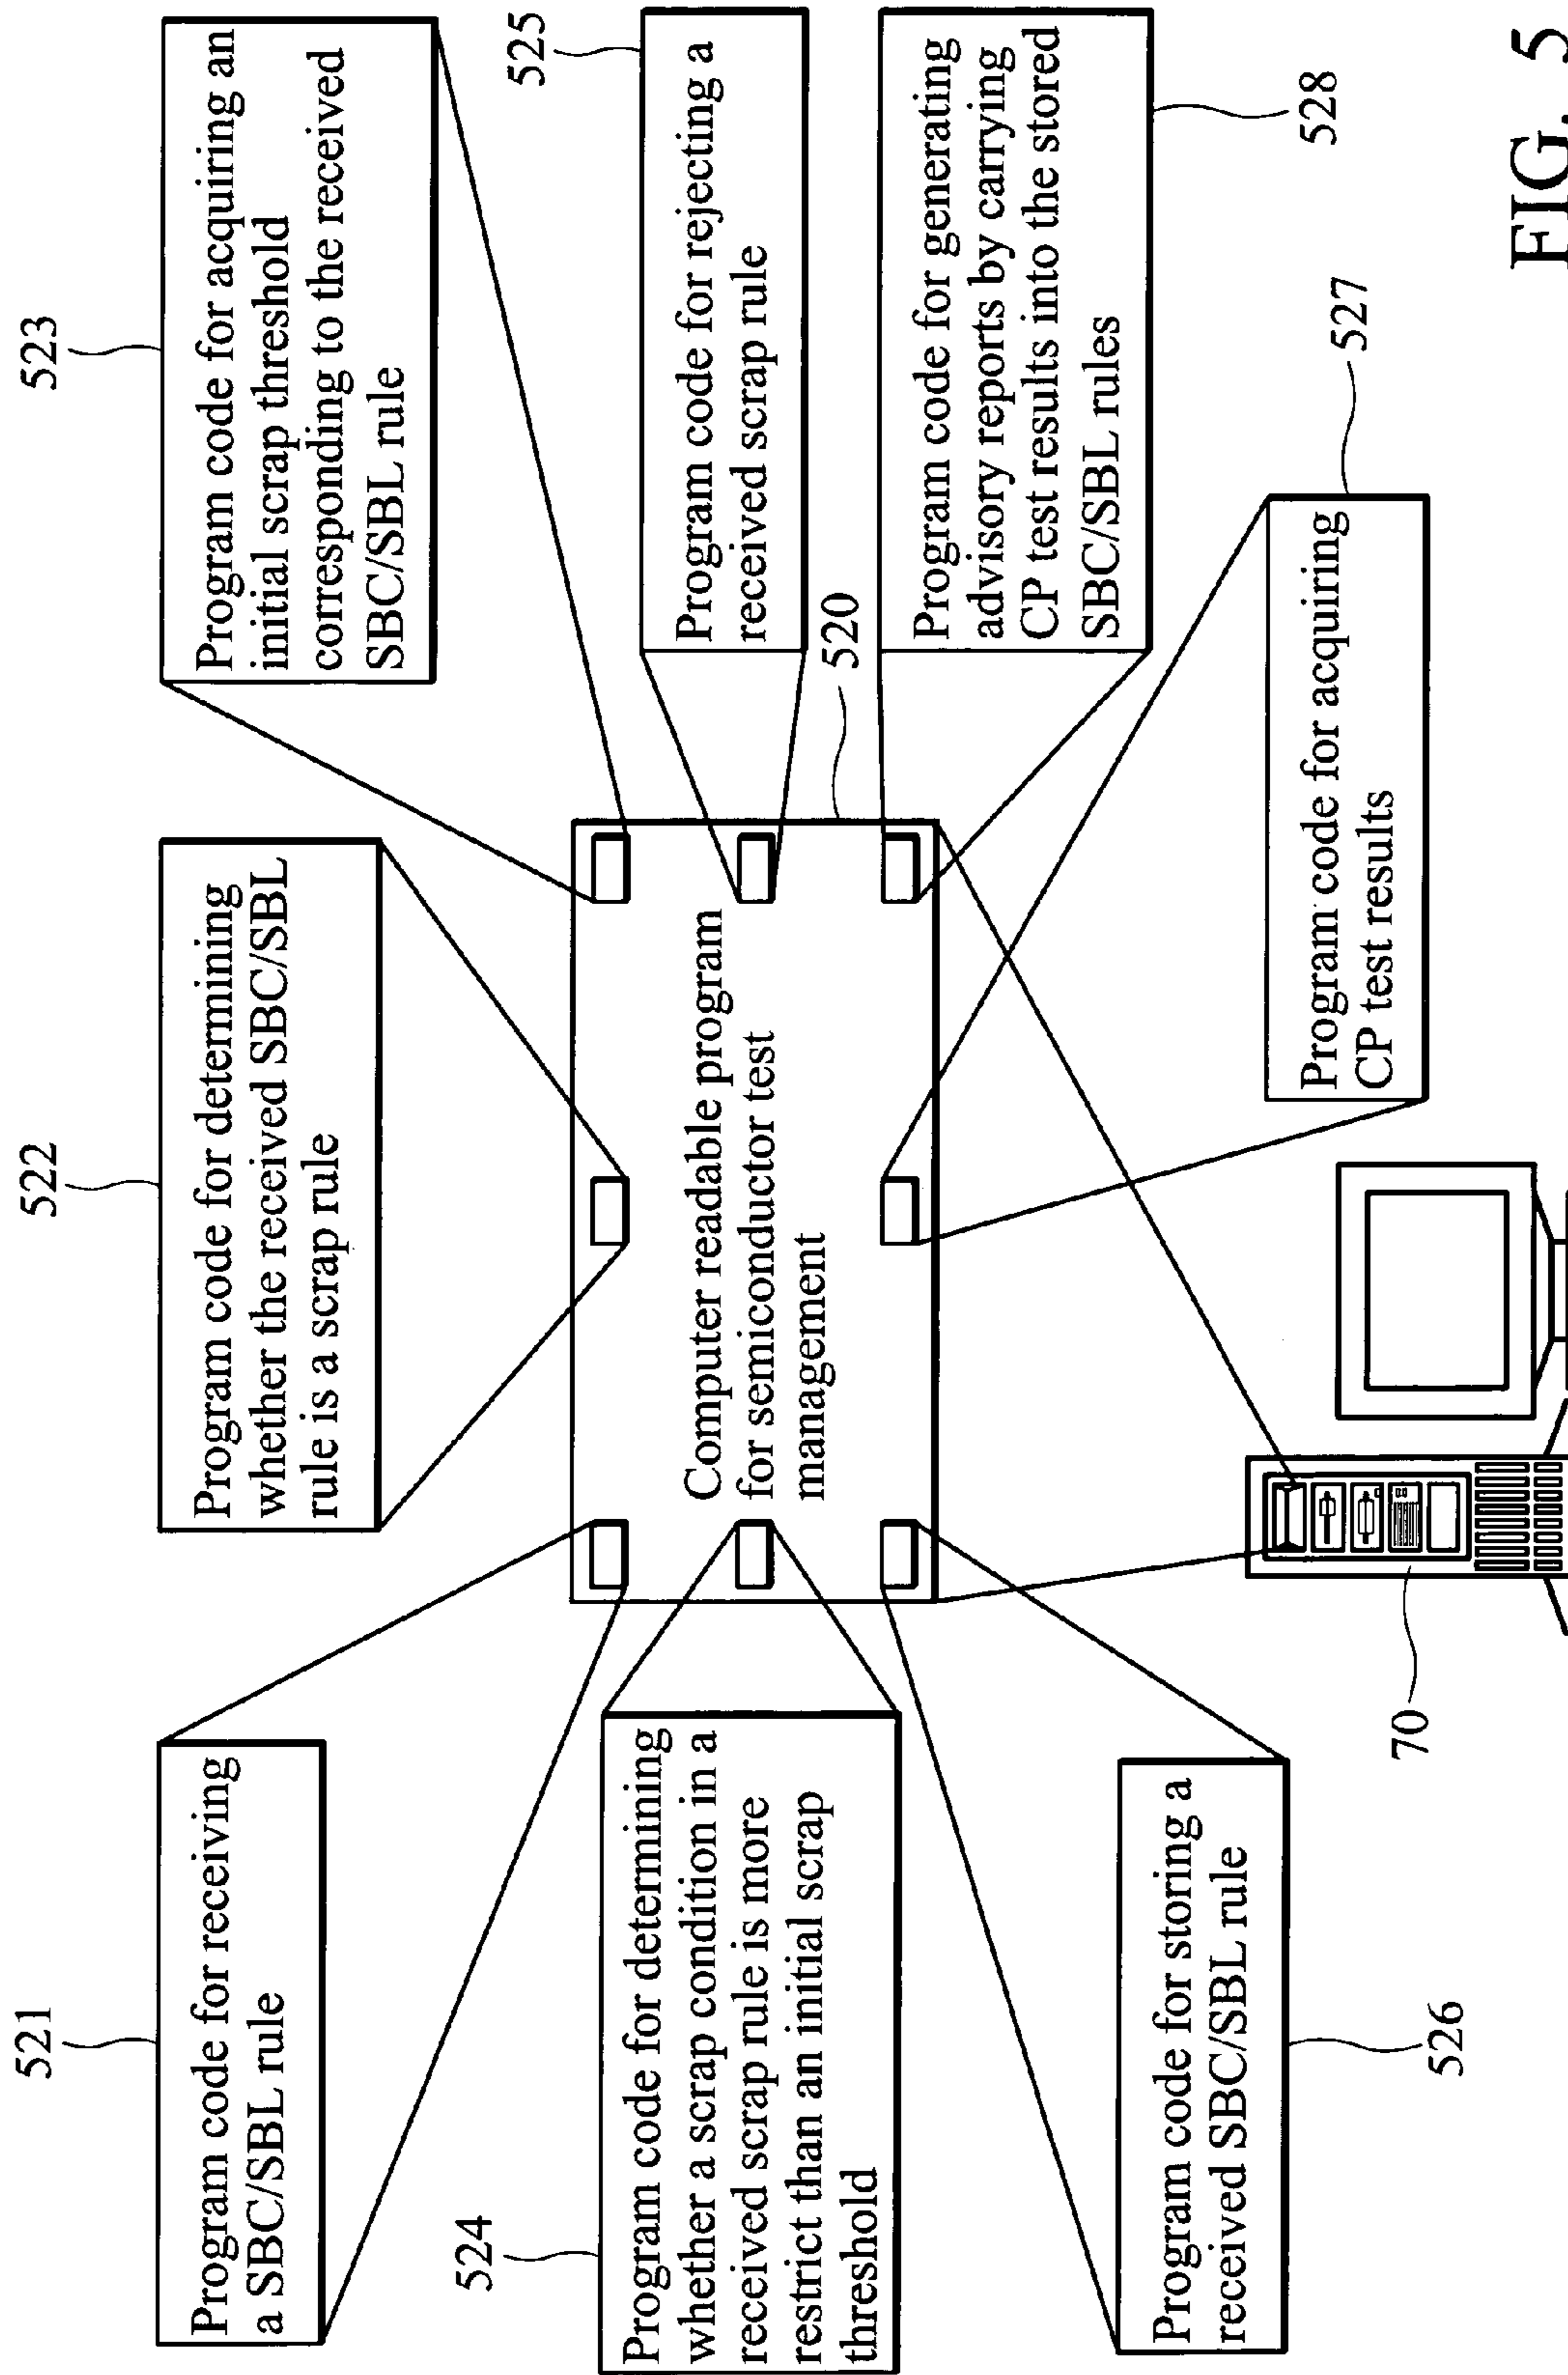 521
Program code for receiving
a SBC/SBL rule
522
Program code for determining
whether the received SBC/SBL
rule is a scrap rule
523
Program code for acquiring an
initial scrap threshold
corresponding to the received
SBC/SBL rule
524
Program code for determining
whether a scrap condition in a
received scrap rule is more
restrict than an initial scrap
threshold
Computer readable program
for semiconductor test
management
520
525
Program code for rejecting a
received scrap rule
Program code for storing a
received SBC/SBL rule
526
70
Program code for acquiring
CP test results
527
Program code for generating
advisory reports by carrying
CP test results into the stored
SBC/SBL rules
528
FIG. 5